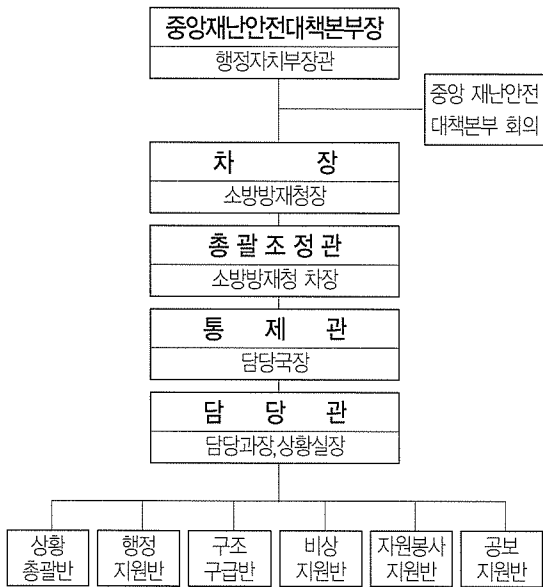 중앙재난안전대책본부장
행정자치부장관
중앙 재난안전
대책본부 회의
차 장
소방방재청장
총 괄 조 정 관
소방방재청 차장
통 제 관
담당국장
담 당 관
담당과장,상황실장
상황
총괄반
행정
지원반
구조
구급반
비상
지원반
자원봉사
지원반
공보
지원반